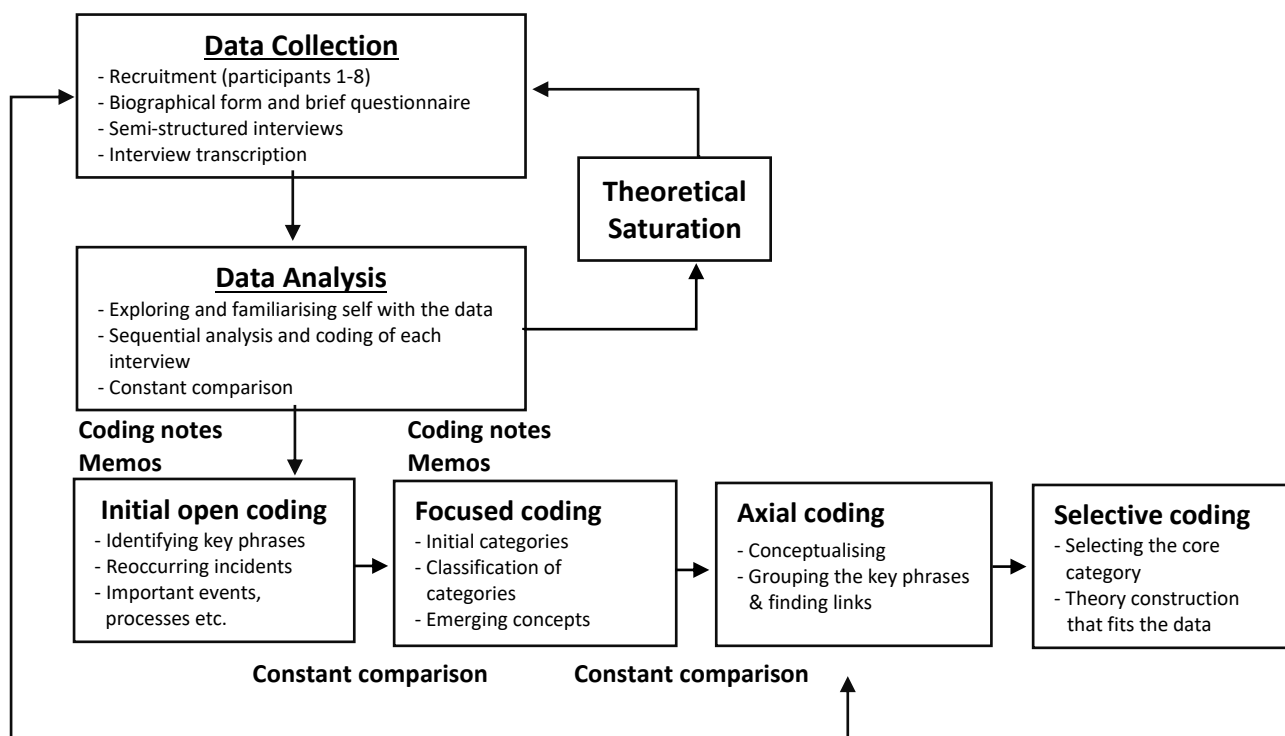 Data Collection
- Recruitment (participants 1-8)
- Biographical form and brief questionnaire
- Semi-structured interviews
- Interview transcription
Theoretical
Saturation
Data Analysis
- Exploring and familiarising self with the data
- Sequential analysis and coding of each
interview
- Constant comparison
Coding notes
Memos
Coding notes
Memos
Initial open coding
- Identifying key phrases
- Reoccurring incidents
- Important events,
processes etc.
Focused coding
- Initial categories
- Classification of
categories
- Emerging concepts
Axial coding
- Conceptualising
- Grouping the key phrases
& finding links
Selective coding
- Selecting the core
category
- Theory construction
that fits the data
Constant comparison
Constant comparison